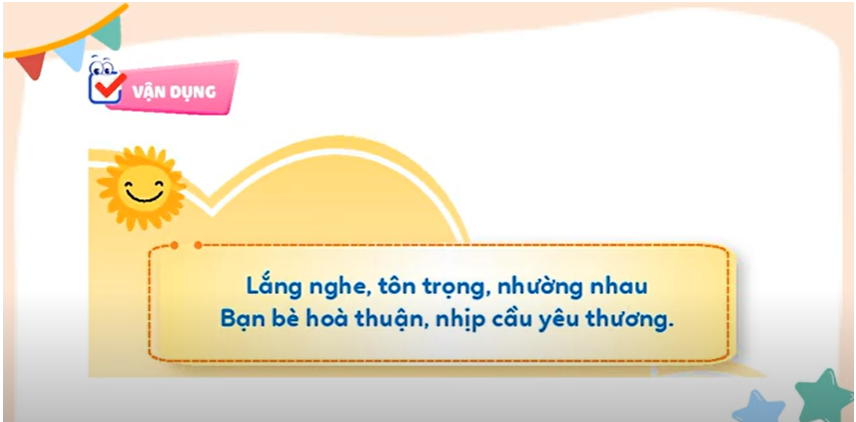 VẬN DỤNG
Lắng nghe, tôn trọng, nhường nhau
Bạn bè hoà thuận, nhịp cầu yêu thương.